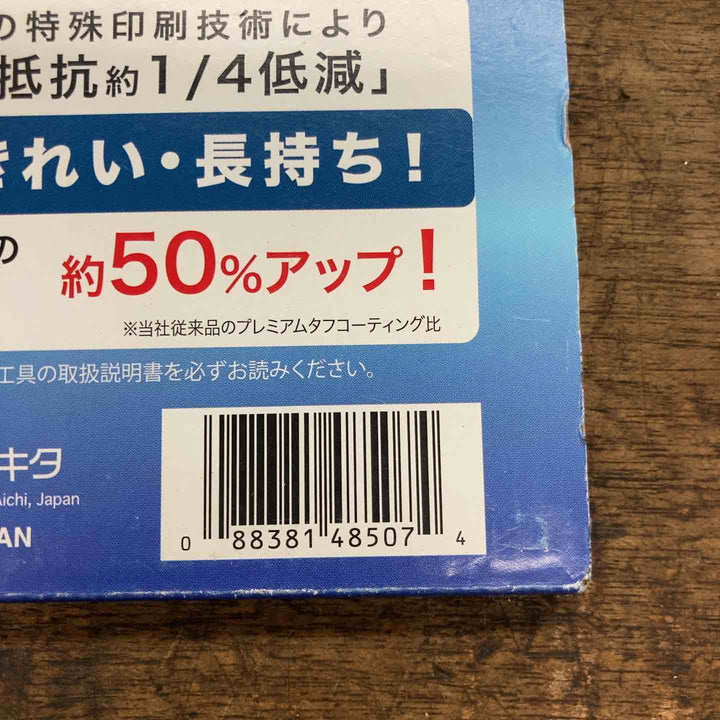 の特殊印刷技術により
抵抗約1/4低減」
きれい・長持ち!
の
約50%アップ!
※当社従来品のプレミアムタフコーティング比
工具の取扱説明書を必ずお読みください。
キタ
Aichi, Japan
AN
0 88381 48507 4